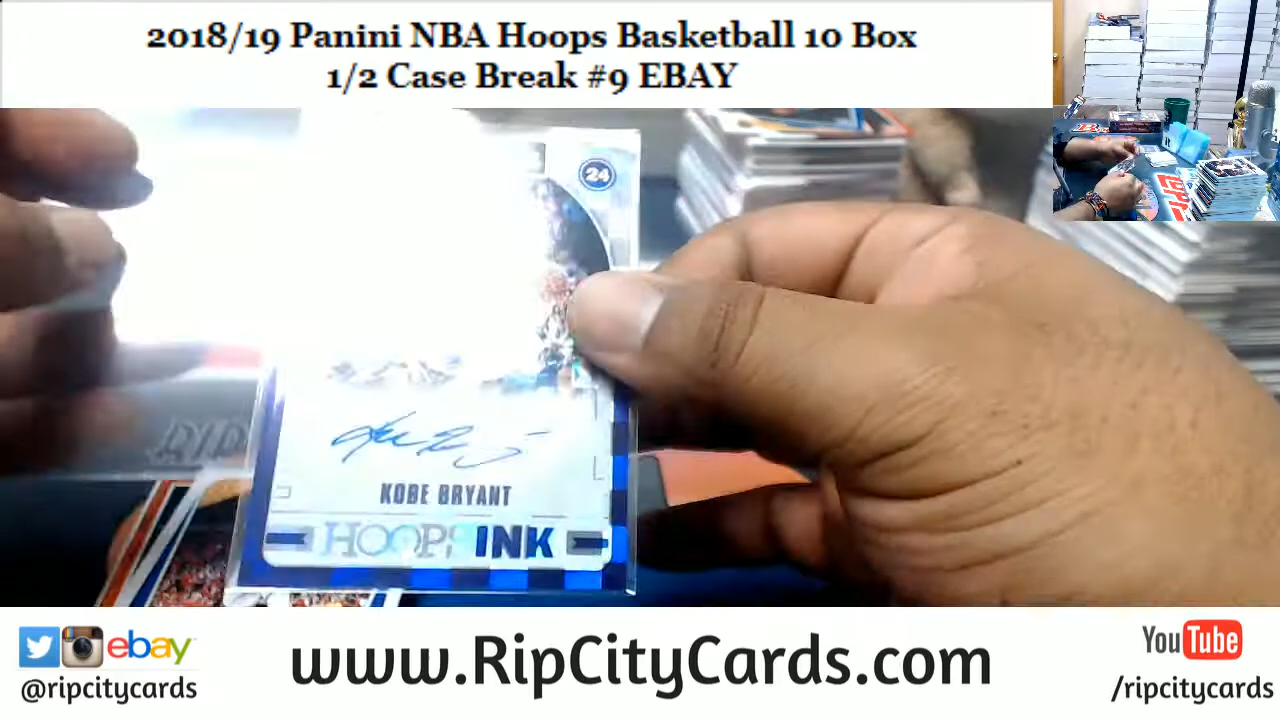 2018/19 Panini NBA Hoops Basketball 10 Box
1/2 Case Break #9 EBAY
24
KOBE BRYANT
HOOPS INK
ebay
@ripcitycards
www.RipCityCards.com
YouTube
/ripcitycards